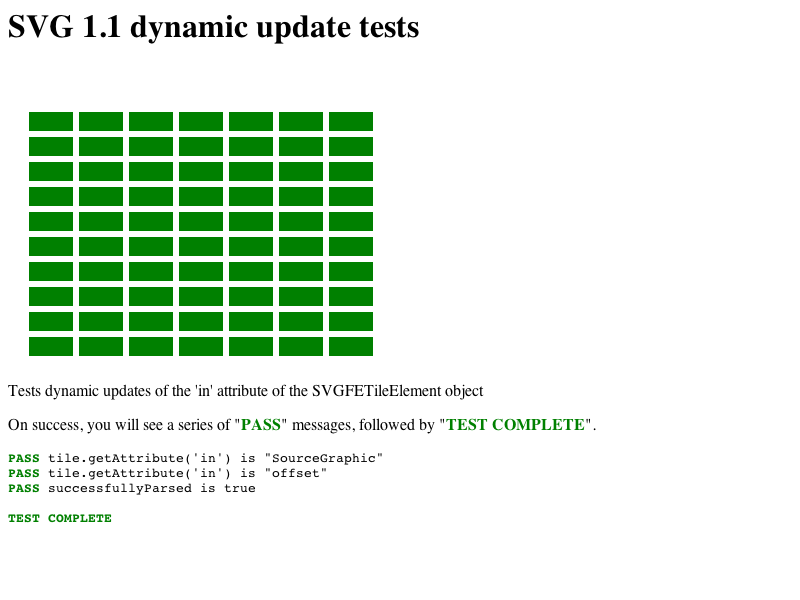 SVG 1.1 dynamic update tests
Tests dynamic updates of the 'in' attribute of the SVGFETileElement object
On success, you will see a series of "PASS" messages, followed by "TEST COMPLETE".
PASS tile.getAttribute('in') is "SourceGraphic"
PASS tile.getAttribute('in') is "offset"
PASS successfullyParsed is true
TEST COMPLETE